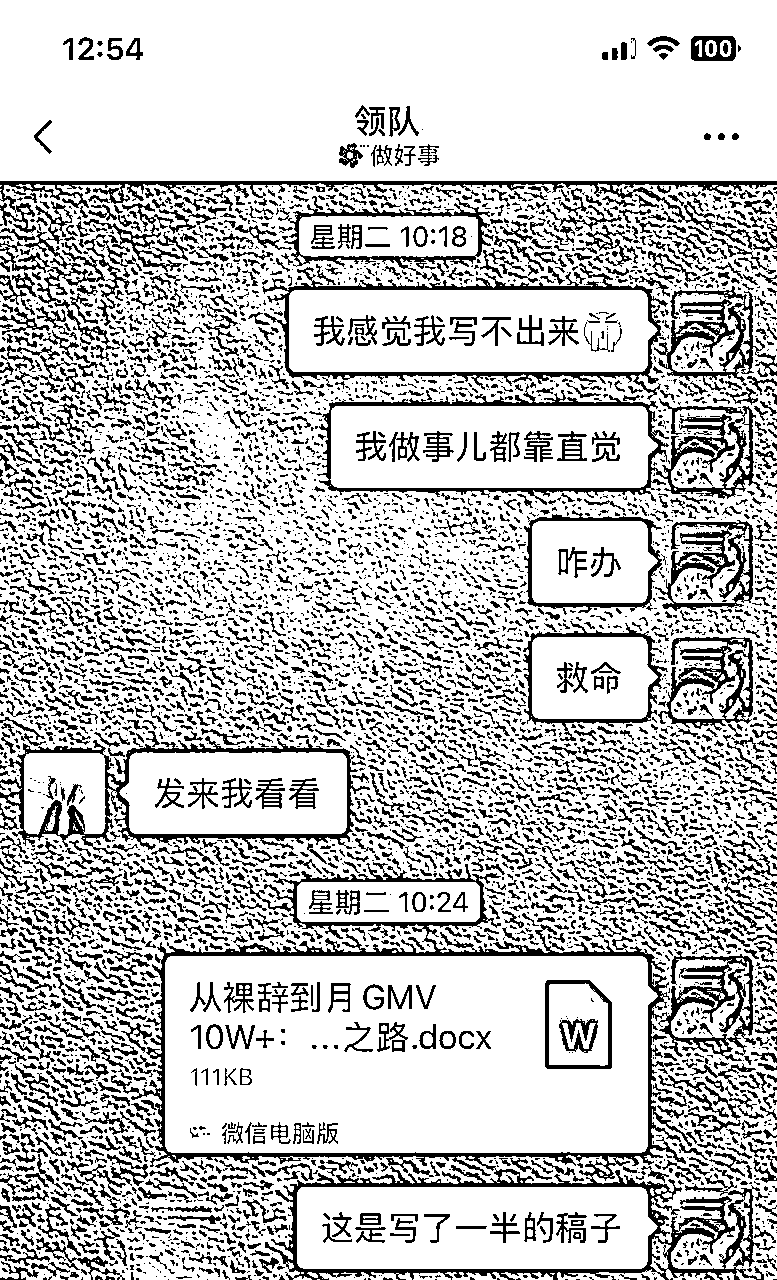 12:54
100
领队
做好事
星期二 10:18
我感觉我写不出来
我做事儿都靠直觉
咋办
救命
发来我看看
星期二 10:24
从裸辞到月 GMV
10W+：...之路.docx
W
111KB
微信电脑版
这是写了一半的稿子